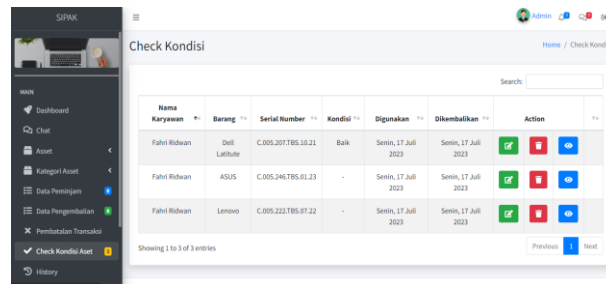 SIPAK
Admin
Check Kondisi
Home / Check Kond
MAIN
Dashboard
Chat
Asset
Kategori Asset
Data Peminjam
Data Pengembalian
Pembatalan Transaksi
Check Kondisi Aset
History
Search:
Nama Karyawan Barang Serial Number Kondisi Digunakan Dikembalikan Action
Fahri Ridwan Dell Latitute C.005.207.TBS.10.21 Baik Senin, 17 Juli 2023 Senin, 17 Juli 2023
Fahri Ridwan ASUS C.005.246.TBS.01.23 - Senin, 17 Juli 2023 Senin, 17 Juli 2023
Fahri Ridwan Lenovo C.005.222.TBS.07.22 - Senin, 17 Juli 2023 Senin, 17 Juli 2023
Showing 1 to 3 of 3 entries
Previous 1 Next